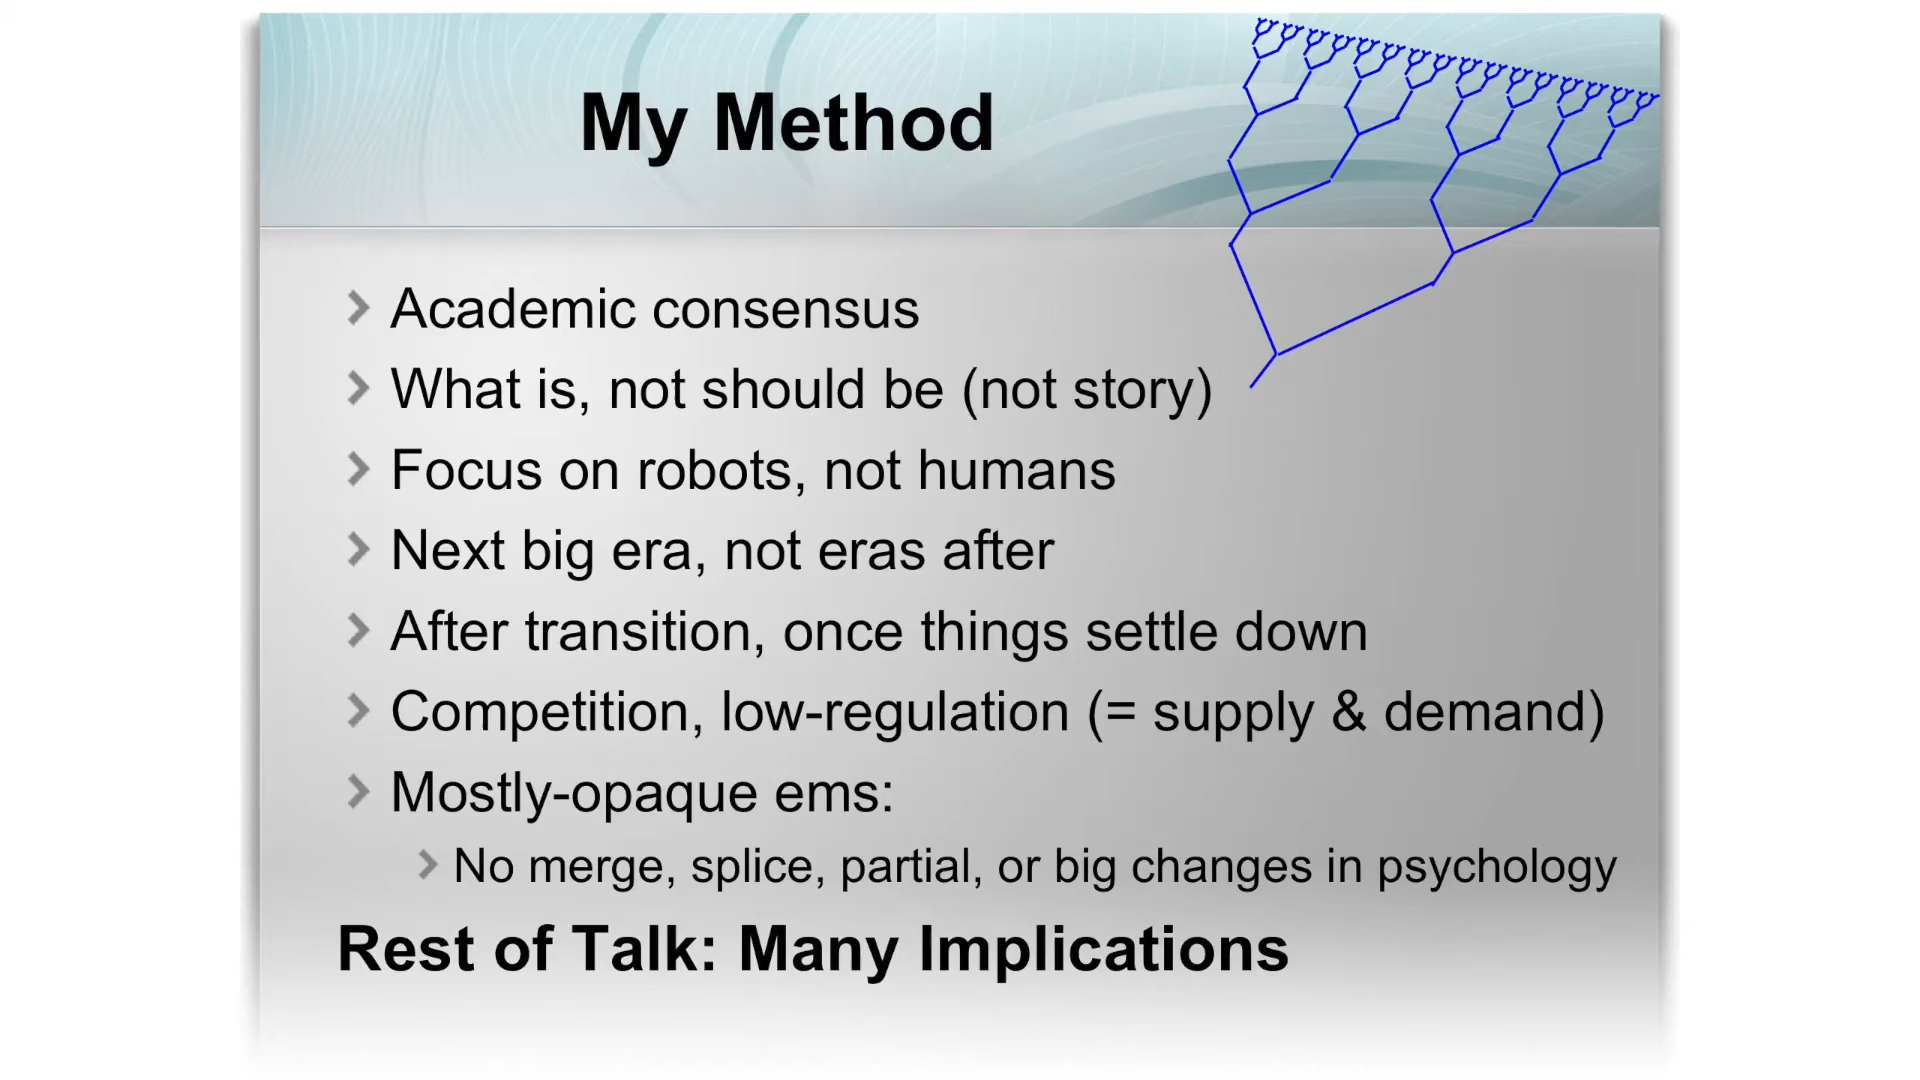 My Method
Academic consensus
What is, not should be (not story)
Focus on robots, not humans
Next big era, not eras after
After transition, once things settle down
Competition, low-regulation (= supply & demand)
Mostly-opaque ems:
No merge, splice, partial, or big changes in psychology
Rest of Talk: Many Implications